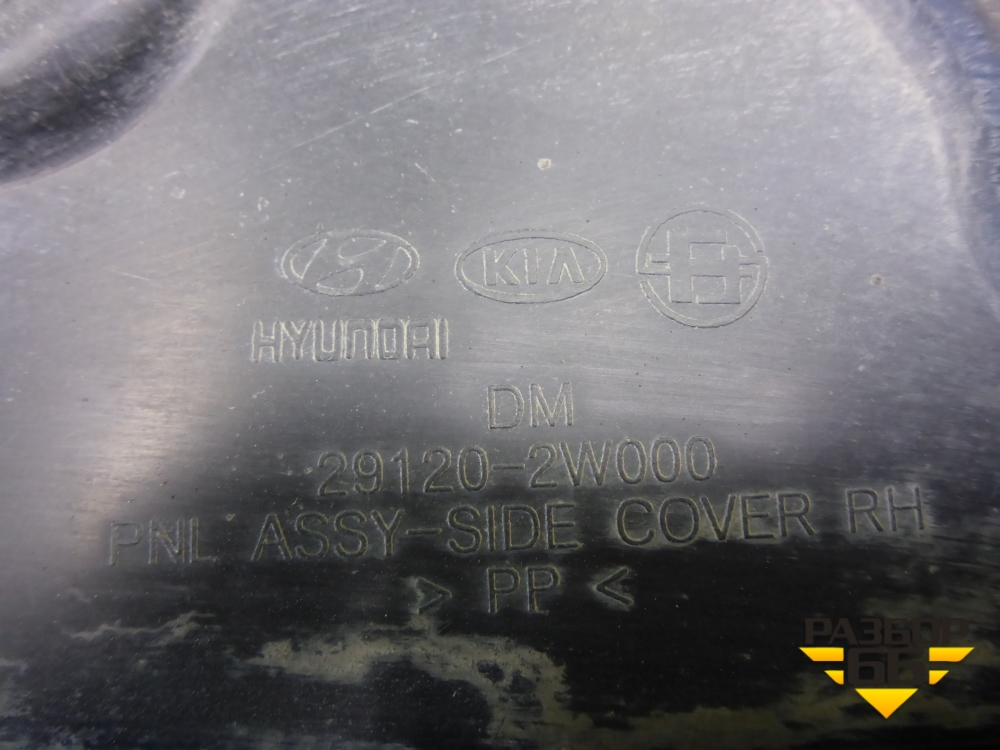 KIA
HYUNDAI
DM
29120-2W000
PNL ASSY-SIDE COVER RH
> PP <
РАЗБОР
66